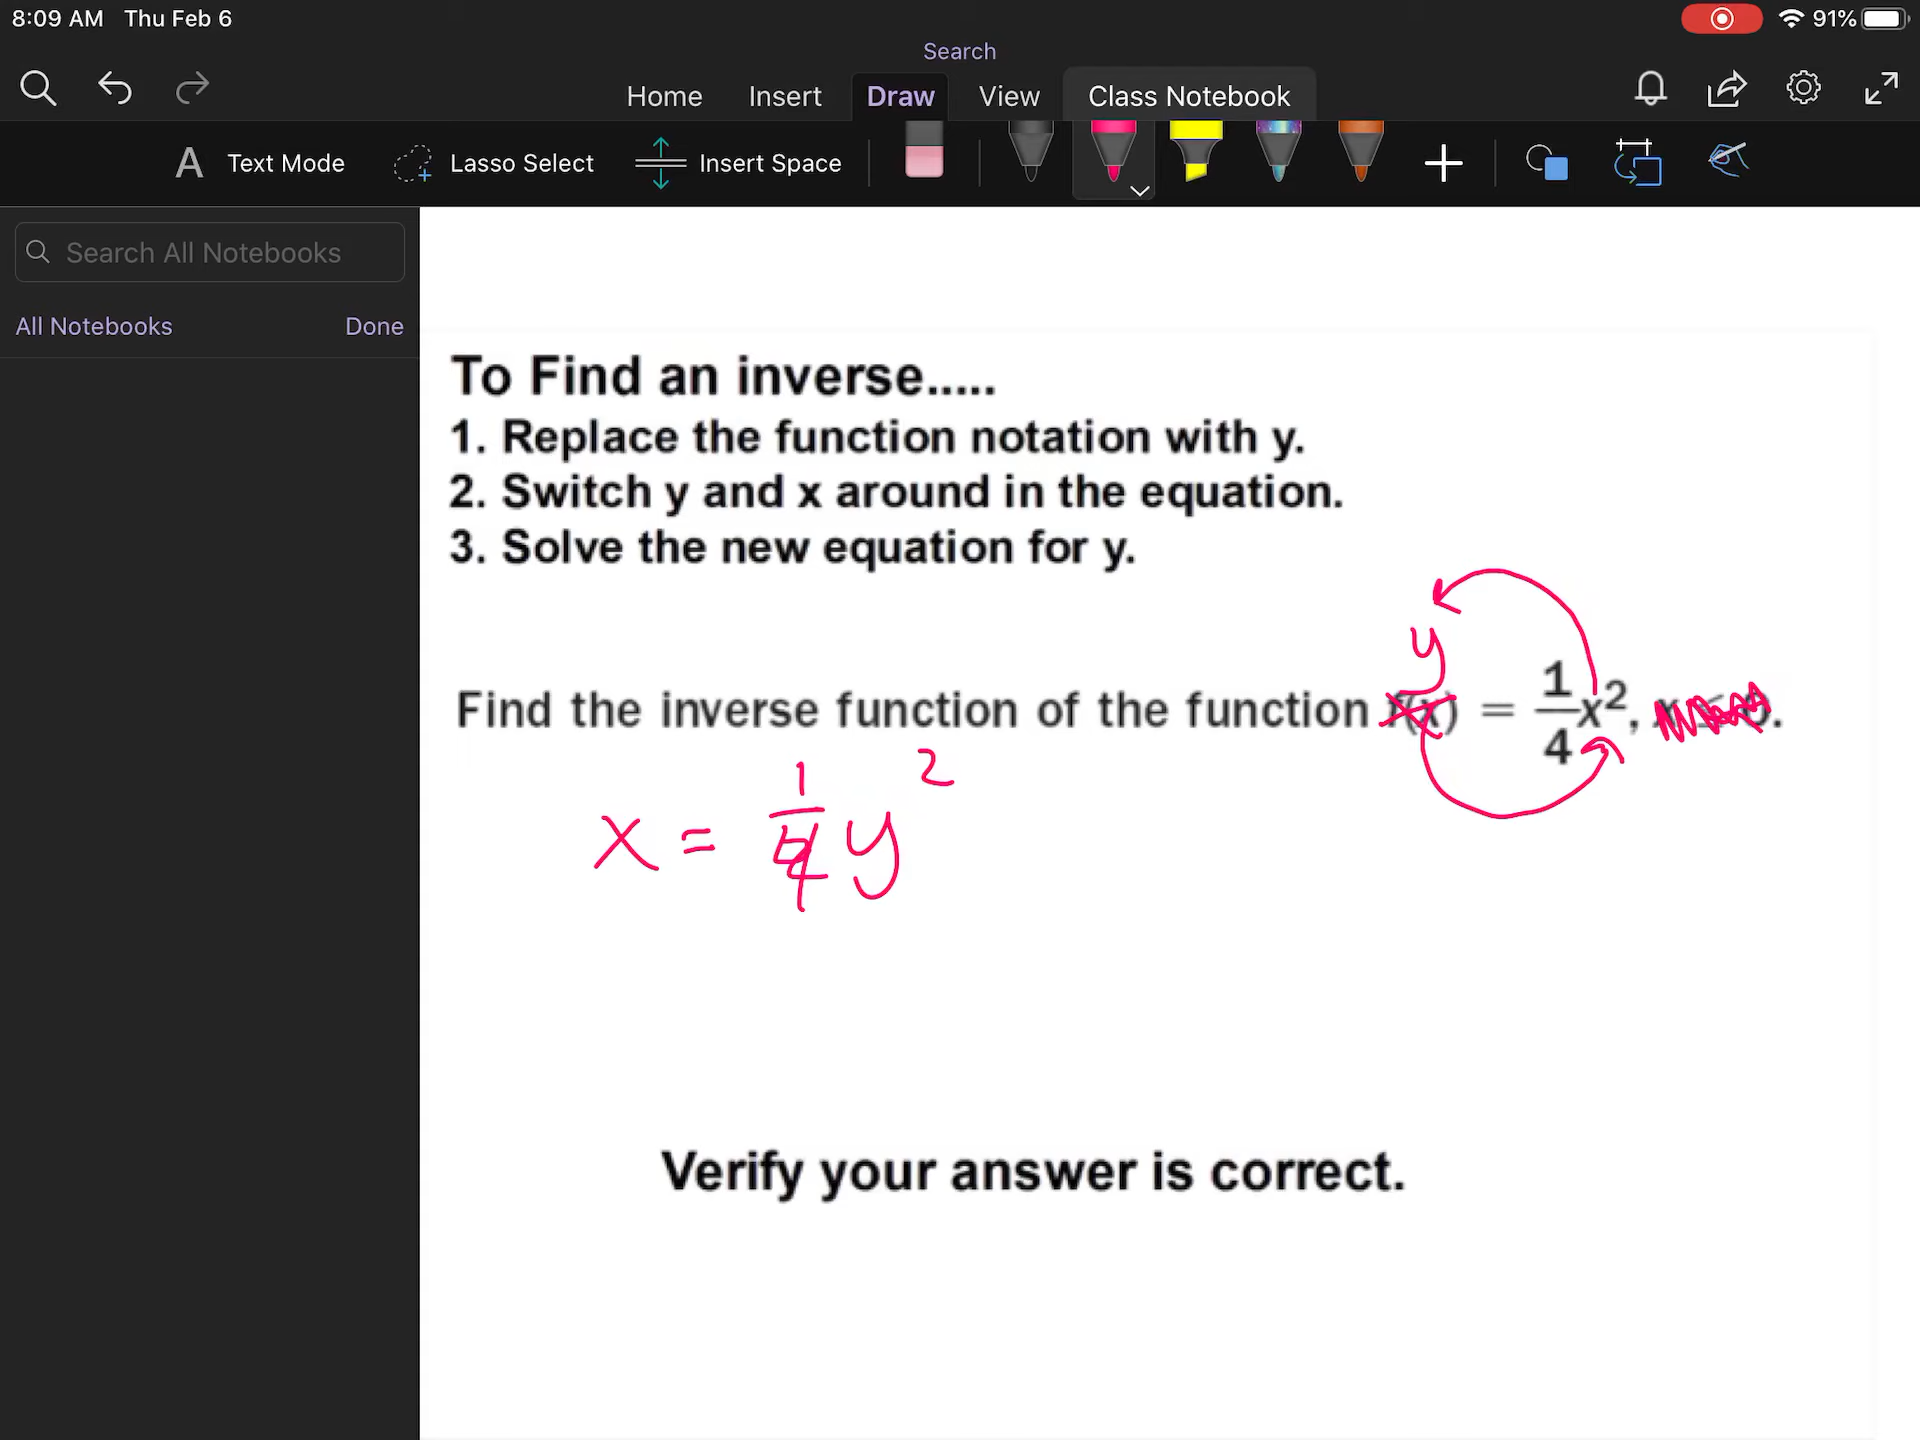 8:09 AM Thu Feb 6
91%
Search
Home Insert Draw View Class Notebook
Text Mode Lasso Select Insert Space
Search All Notebooks
All Notebooks Done
To Find an inverse.....
1. Replace the function notation with y.
2. Switch y and x around in the equation.
3. Solve the new equation for y.
y
Find the inverse function of the function f(x) = 1/4 x², x ≤ 0.
x = 1/4 y²
Verify your answer is correct.